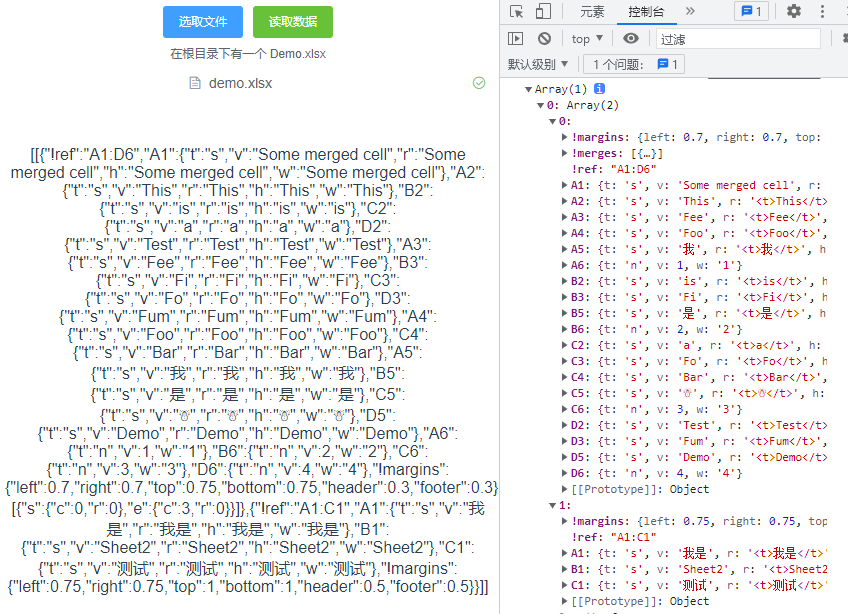 选取文件 读取数据
在根目录下有一个 Demo.xlsx
demo.xlsx
[[{"!ref":"A1:D6","A1":{"t":"s","v":"Some merged cell","r":"Some
merged cell","h":"Some merged cell","w":"Some merged cell"},"A2":
{"t":"s","v":"This","r":"This","h":"This","w":"This"},"B2":
{"t":"s","v":"is","r":"is","h":"is","w":"is"},"C2":
{"t":"s","v":"a","r":"a","h":"a","w":"a"},"D2":
{"t":"s","v":"Test","r":"Test","h":"Test","w":"Test"},"A3":
{"t":"s","v":"Fee","r":"Fee","h":"Fee","w":"Fee"},"B3":
{"t":"s","v":"Fi","r":"Fi","h":"Fi","w":"Fi"},"C3":
{"t":"s","v":"Fo","r":"Fo","h":"Fo","w":"Fo"},"D3":
{"t":"s","v":"Fum","r":"Fum","h":"Fum","w":"Fum"},"A4":
{"t":"s","v":"Foo","r":"Foo","h":"Foo","w":"Foo"},"C4":
{"t":"s","v":"Bar","r":"Bar","h":"Bar","w":"Bar"},"A5":
{"t":"s","v":"我","r":"我","h":"我","w":"我"},"B5":
{"t":"s","v":"是","r":"是","h":"是","w":"是"},"C5":
{"t":"s","v":"☃","r":"☃","h":"☃","w":"☃"},"D5":
{"t":"s","v":"Demo","r":"Demo","h":"Demo","w":"Demo"},"A6":
{"t":"n","v":1,"w":"1"},"B6":{"t":"n","v":2,"w":"2"},"C6":
{"t":"n","v":3,"w":"3"},"D6":{"t":"n","v":4,"w":"4"},"!margins":
{"left":0.7,"right":0.7,"top":0.75,"bottom":0.75,"header":0.3,"footer":0.3}
[{"s":{"c":0,"r":0},"e":{"c":3,"r":0}}]},{"!ref":"A1:C1","A1":{"t":"s","v":"我
是","r":"我是","h":"我是","w":"我是"},"B1":
{"t":"s","v":"Sheet2","r":"Sheet2","h":"Sheet2","w":"Sheet2"},"C1":
{"t":"s","v":"测试","r":"测试","h":"测试","w":"测试"},"!margins":
{"left":0.75,"right":0.75,"top":1,"bottom":1,"header":0.5,"footer":0.5}}]]
元素 控制台 » 1
top ▼ 过滤
默认级别 ▼ 1 个问题: 1
▼Array(1) i
▼0: Array(2)
▼0:
▶!margins: {left: 0.7, right: 0.7, top:
▶!merges: [{…}]
!ref: "A1:D6"
▶A1: {t: 's', v: 'Some merged cell', r:
▶A2: {t: 's', v: 'This', r: '<t>This</t>
▶A3: {t: 's', v: 'Fee', r: '<t>Fee</t>',
▶A4: {t: 's', v: 'Foo', r: '<t>Foo</t>',
▶A5: {t: 's', v: '我', r: '<t>我</t>', h
▶A6: {t: 'n', v: 1, w: '1'}
▶B2: {t: 's', v: 'is', r: '<t>is</t>', h
▶B3: {t: 's', v: 'Fi', r: '<t>Fi</t>', h
▶B5: {t: 's', v: '是', r: '<t>是</t>', h
▶B6: {t: 'n', v: 2, w: '2'}
▶C2: {t: 's', v: 'a', r: '<t>a</t>', h:
▶C3: {t: 's', v: 'Fo', r: '<t>Fo</t>', h
▶C4: {t: 's', v: 'Bar', r: '<t>Bar</t>',
▶C5: {t: 's', v: '☃', r: '<t>☃</t>', h:
▶C6: {t: 'n', v: 3, w: '3'}
▶D2: {t: 's', v: 'Test', r: '<t>Test</t>
▶D3: {t: 's', v: 'Fum', r: '<t>Fum</t>',
▶D5: {t: 's', v: 'Demo', r: '<t>Demo</t>
▶D6: {t: 'n', v: 4, w: '4'}
▶[[Prototype]]: Object
▼1:
▶!margins: {left: 0.75, right: 0.75, top
!ref: "A1:C1"
▶A1: {t: 's', v: '我是', r: '<t>我是</t>'
▶B1: {t: 's', v: 'Sheet2', r: '<t>Sheet2
▶C1: {t: 's', v: '测试', r: '<t>测试</t>'
▶[[Prototype]]: Object